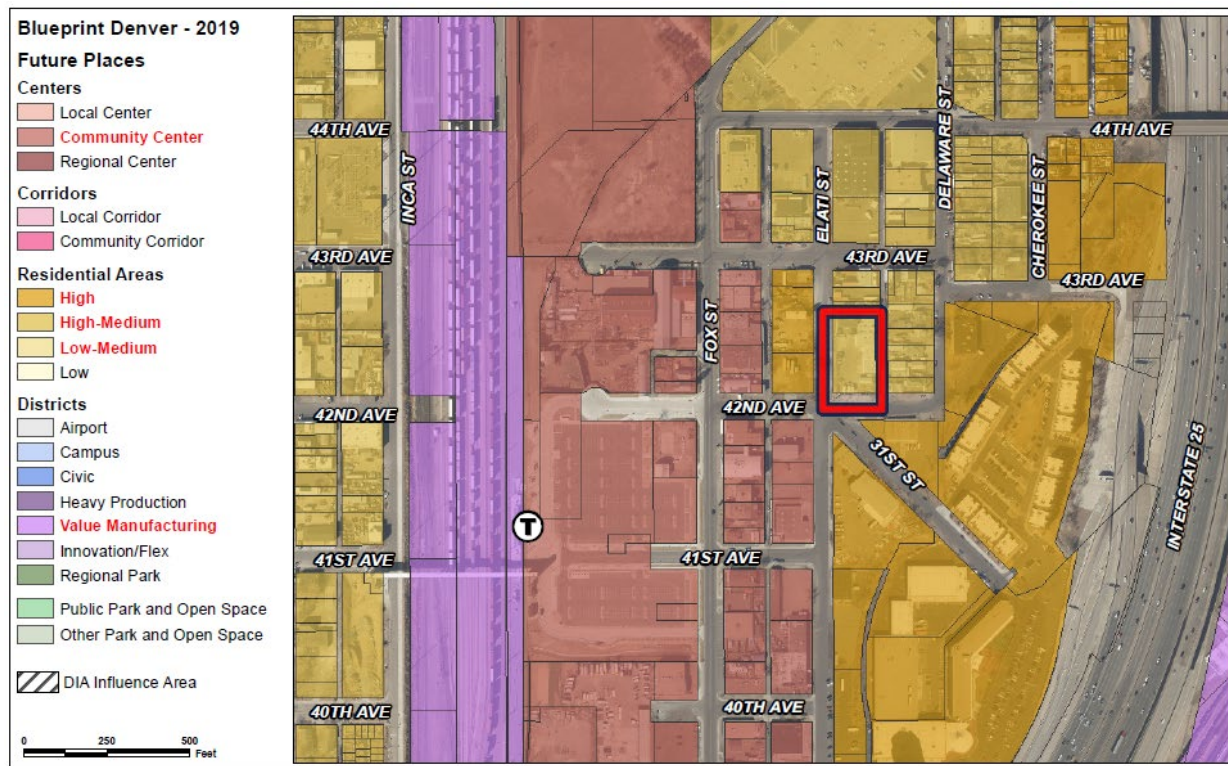 Blueprint Denver - 2019
Future Places
Centers
Local Center
Community Center
Regional Center
Corridors
Local Corridor
Community Corridor
Residential Areas
High
High-Medium
Low-Medium
Low
Districts
Airport
Campus
Civic
Heavy Production
Value Manufacturing
Innovation/Flex
Regional Park
Public Park and Open Space
Other Park and Open Space
DIA Influence Area
0 250 500
Feet
44TH AVE
44TH AVE
INCA ST
ELATI ST
DELAWARE ST
CHEROKEE ST
43RD AVE
43RD AVE
43RD AVE
FOX ST
42ND AVE
42ND AVE
31ST ST
INTERSTATE 25
T
41ST AVE
41ST AVE
40TH AVE
40TH AVE